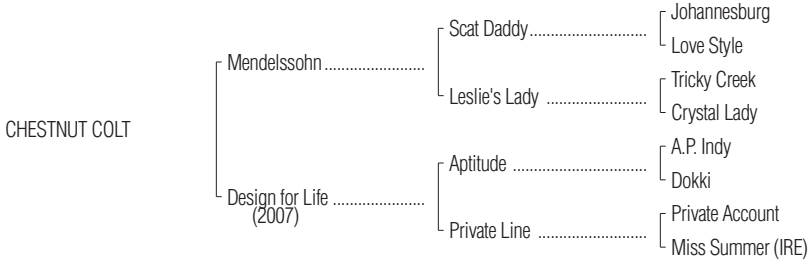 Johannesburg
Scat Daddy..........................
Love Style
Mendelssohn ......................
Tricky Creek
Leslie's Lady .......................
Crystal Lady
CHESTNUT COLT
A.P. Indy
Aptitude ..............................
Dokki
Design for Life ....................
(2007)
Private Account
Private Line ........................
Miss Summer (IRE)